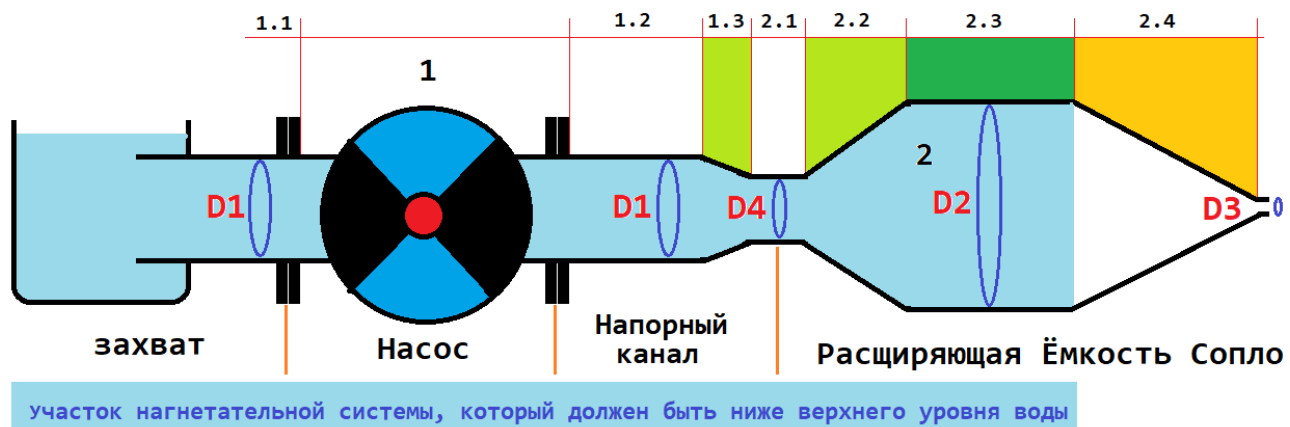 1.1 1.2 1.3 2.1 2.2 2.3 2.4
1
2
D1 D1 D4 D2 D3
захват
Насос
Напорный
канал
Расщиряющая Ёмкость Сопло
Участок нагнетательной системы, который должен быть ниже верхнего уровня воды